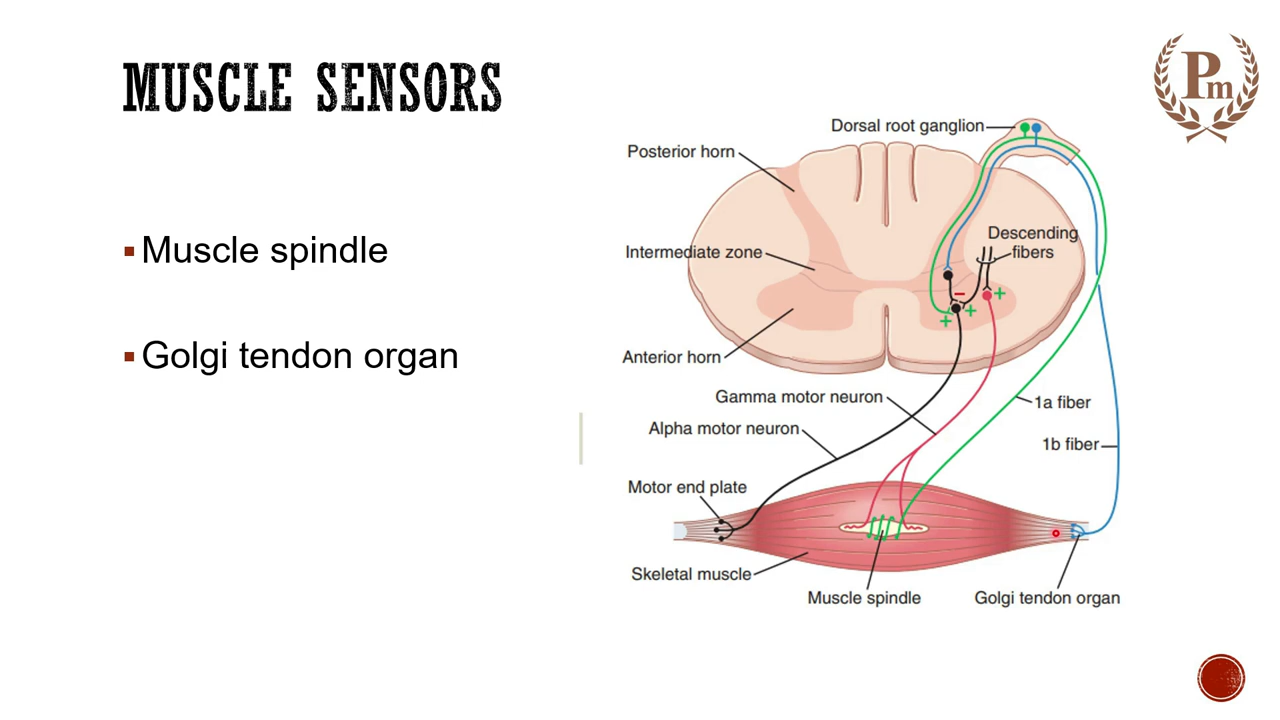 MUSCLE SENSORS
Pm
Muscle spindle
Golgi tendon organ
Dorsal root ganglion
Posterior horn
Descending
fibers
Intermediate zone
−
+
+
+
Anterior horn
Gamma motor neuron
1a fiber
Alpha motor neuron
1b fiber
Motor end plate
Skeletal muscle
Muscle spindle
Golgi tendon organ